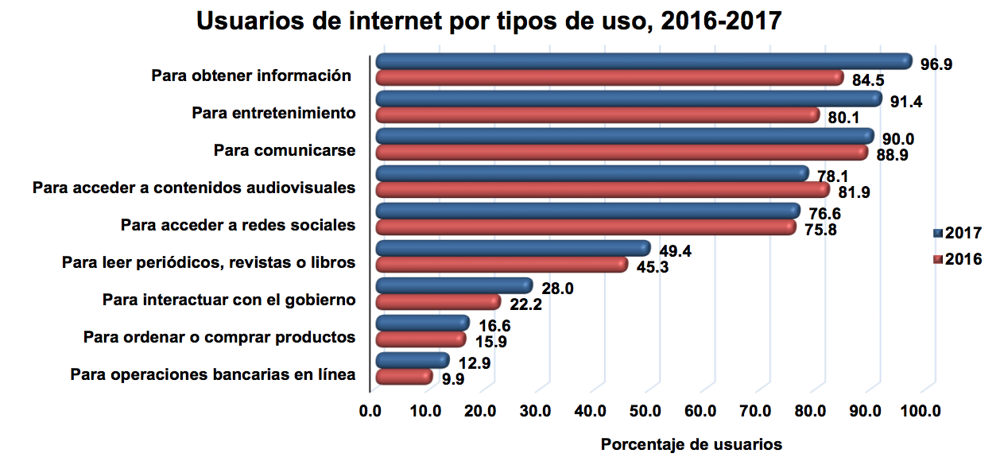 Usuarios de internet por tipos de uso, 2016-2017
Para obtener información
96.9
84.5
Para entretenimiento
91.4
80.1
Para comunicarse
90.0
88.9
Para acceder a contenidos audiovisuales
78.1
81.9
Para acceder a redes sociales
76.6
75.8
Para leer periódicos, revistas o libros
49.4
45.3
Para interactuar con el gobierno
28.0
22.2
Para ordenar o comprar productos
16.6
15.9
Para operaciones bancarias en línea
12.9
9.9
2017
2016
0.0 10.0 20.0 30.0 40.0 50.0 60.0 70.0 80.0 90.0 100.0
Porcentaje de usuarios